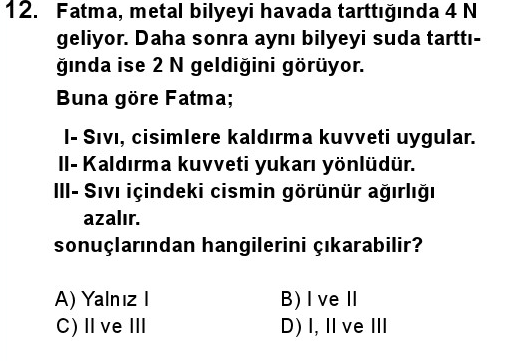 12. Fatma, metal bilyeyi havada tarttığında 4 N
geliyor. Daha sonra aynı bilyeyi suda tarttı-
ğında ise 2 N geldiğini görüyor.
Buna göre Fatma;
I- Sıvı, cisimlere kaldırma kuvveti uygular.
II- Kaldırma kuvveti yukarı yönlüdür.
III- Sıvı içindeki cismin görünür ağırlığı
azalır.
sonuçlarından hangilerini çıkarabilir?
A) Yalnız I B) I ve II
C) II ve III D) I, II ve III